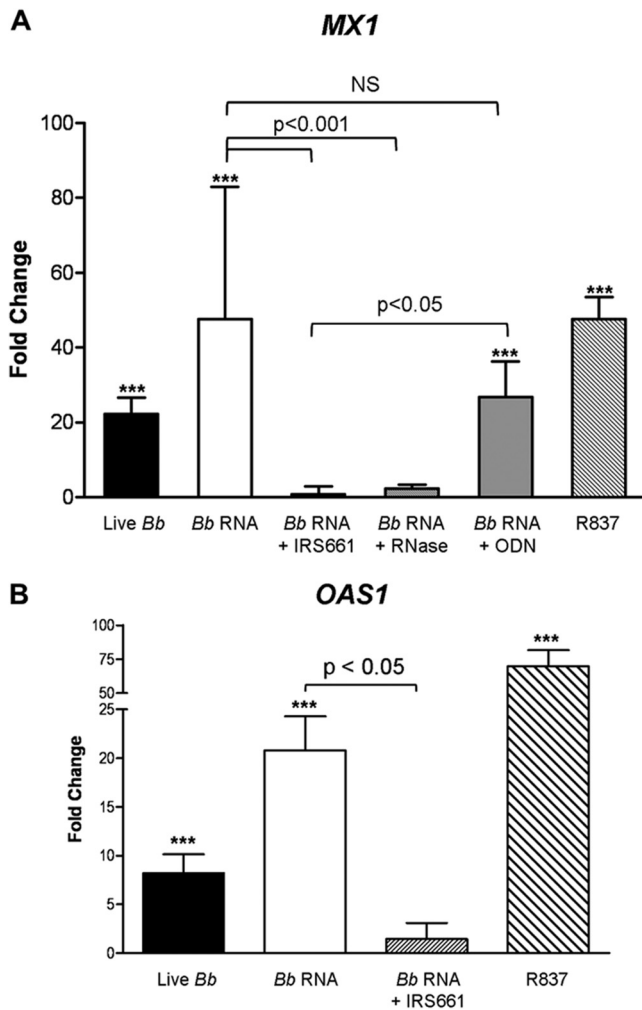 A
MX1
NS
p<0.001
***
p<0.05
***
***
***
100
80
60
40
20
0
Fold Change
Live Bb
Bb RNA
Bb RNA
+ IRS661
Bb RNA
+ RNase
Bb RNA
+ ODN
R837
B
OAS1
***
p < 0.05
***
***
100
75
50
25
20
15
10
5
0
Fold Change
Live Bb
Bb RNA
Bb RNA
+ IRS661
R837